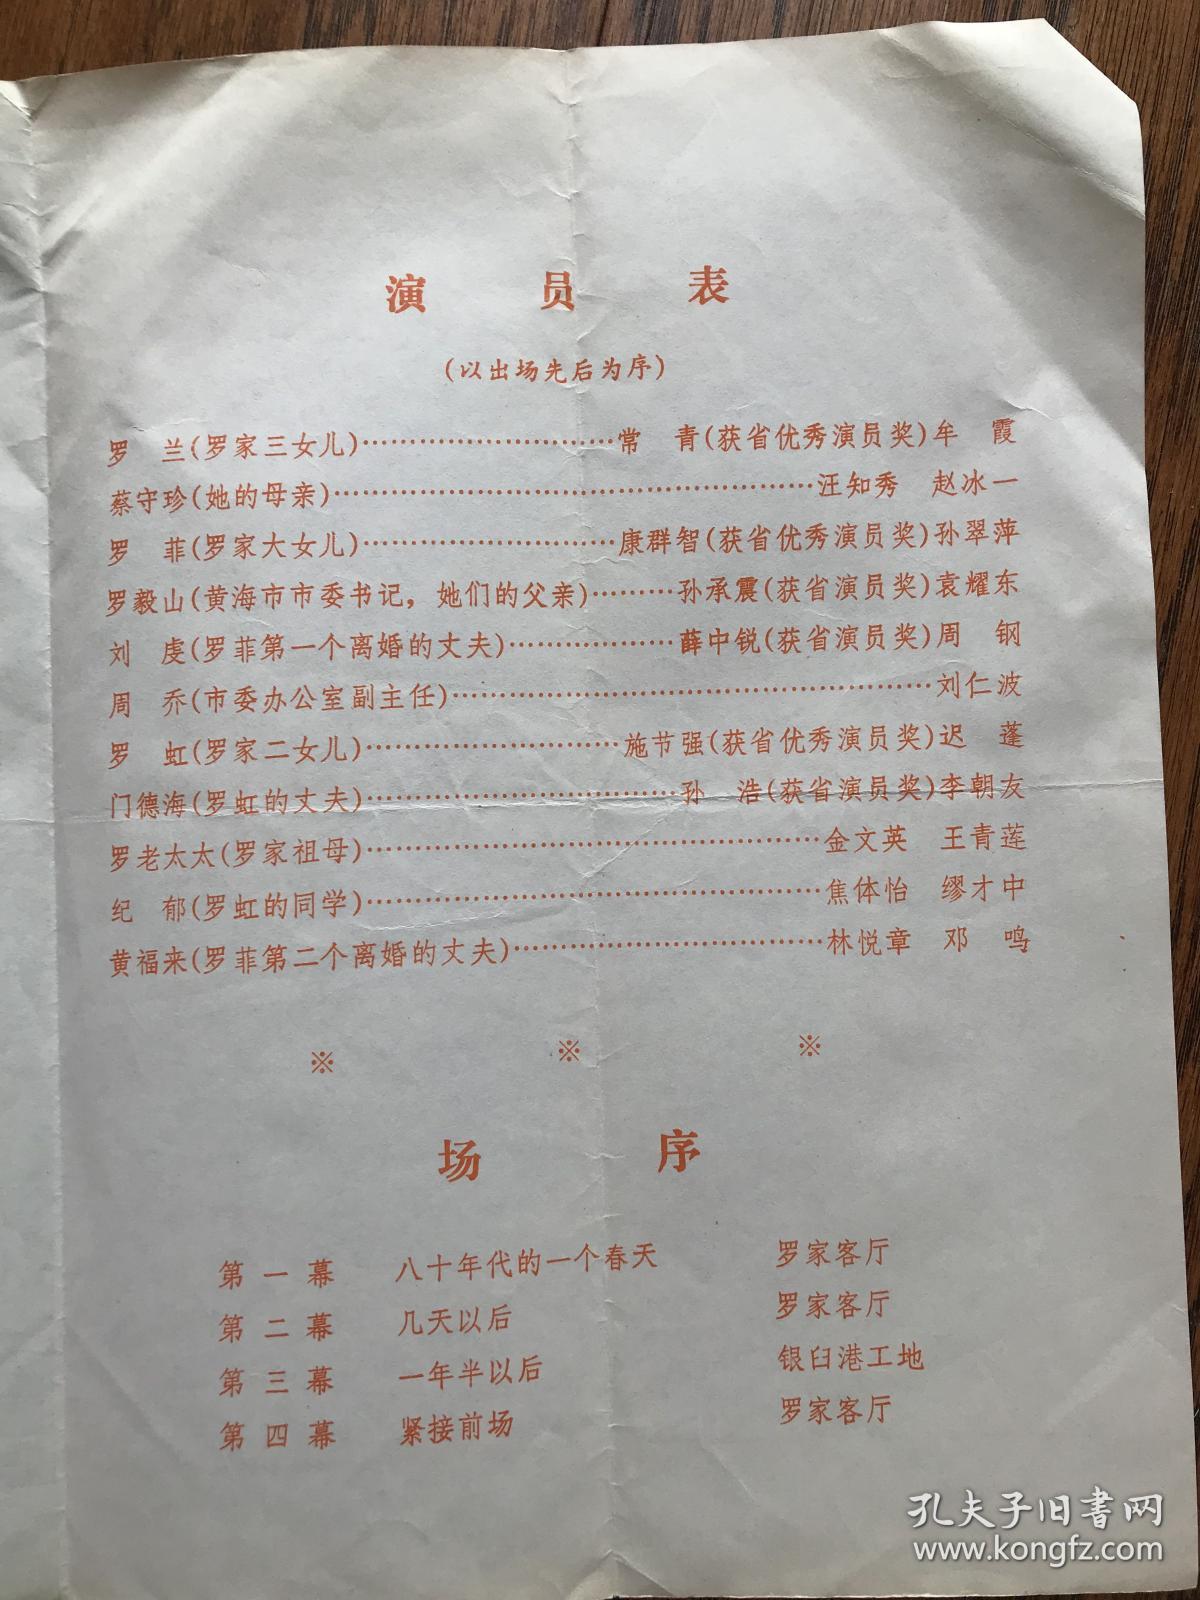 演 员 表
(以出场先后为序)
罗 兰(罗家三女儿)…………………………常 青(获省优秀演员奖)牟 霞
蔡守珍(她的母亲)……………………………………………汪知秀 赵冰一
罗 菲(罗家大女儿)…………………………康群智(获省优秀演员奖)孙翠萍
罗毅山(黄海市市委书记，她们的父亲)………孙承震(获省演员奖)袁耀东
刘 虔(罗菲第一个离婚的丈夫)………………薛中锐(获省演员奖)周 钢
周 乔(市委办公室副主任)……………………………………………刘仁波
罗 虹(罗家二女儿)…………………………施节强(获省优秀演员奖)迟 蓬
门德海(罗虹的丈夫)………………………………孙 浩(获省演员奖)李朝友
罗老太太(罗家祖母)…………………………………………金文英 王青莲
纪 郁(罗虹的同学)…………………………………………焦体怡 缪才中
黄福来(罗菲第二个离婚的丈夫)……………………………林悦章 邓 鸣
※ ※ ※
场 序
第一幕 八十年代的一个春天 罗家客厅
第二幕 几天以后 罗家客厅
第三幕 一年半以后 银臼港工地
第四幕 紧接前场 罗家客厅
孔夫子旧书网
www.kongfz.com